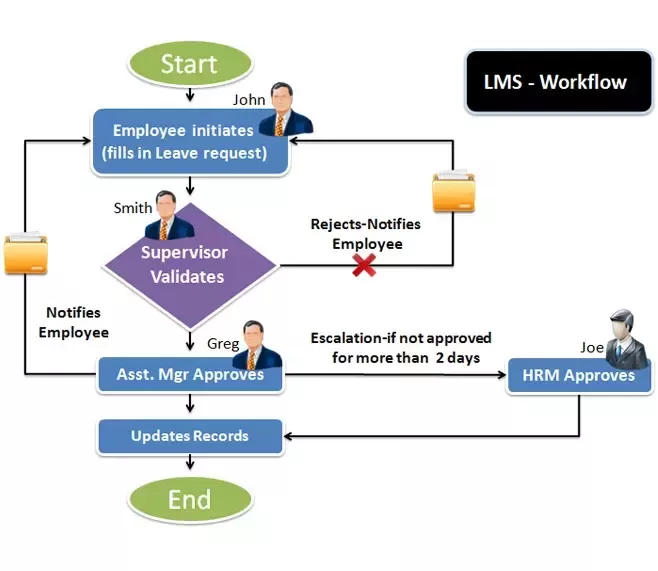 Start
LMS - Workflow
John
Employee initiates
(fills in Leave request)
Smith
Rejects-Notifies
Employee
Supervisor
Validates
Notifies
Employee
Greg
Escalation-if not approved
for more than 2 days
Joe
Asst. Mgr Approves
HRM Approves
Updates Records
End